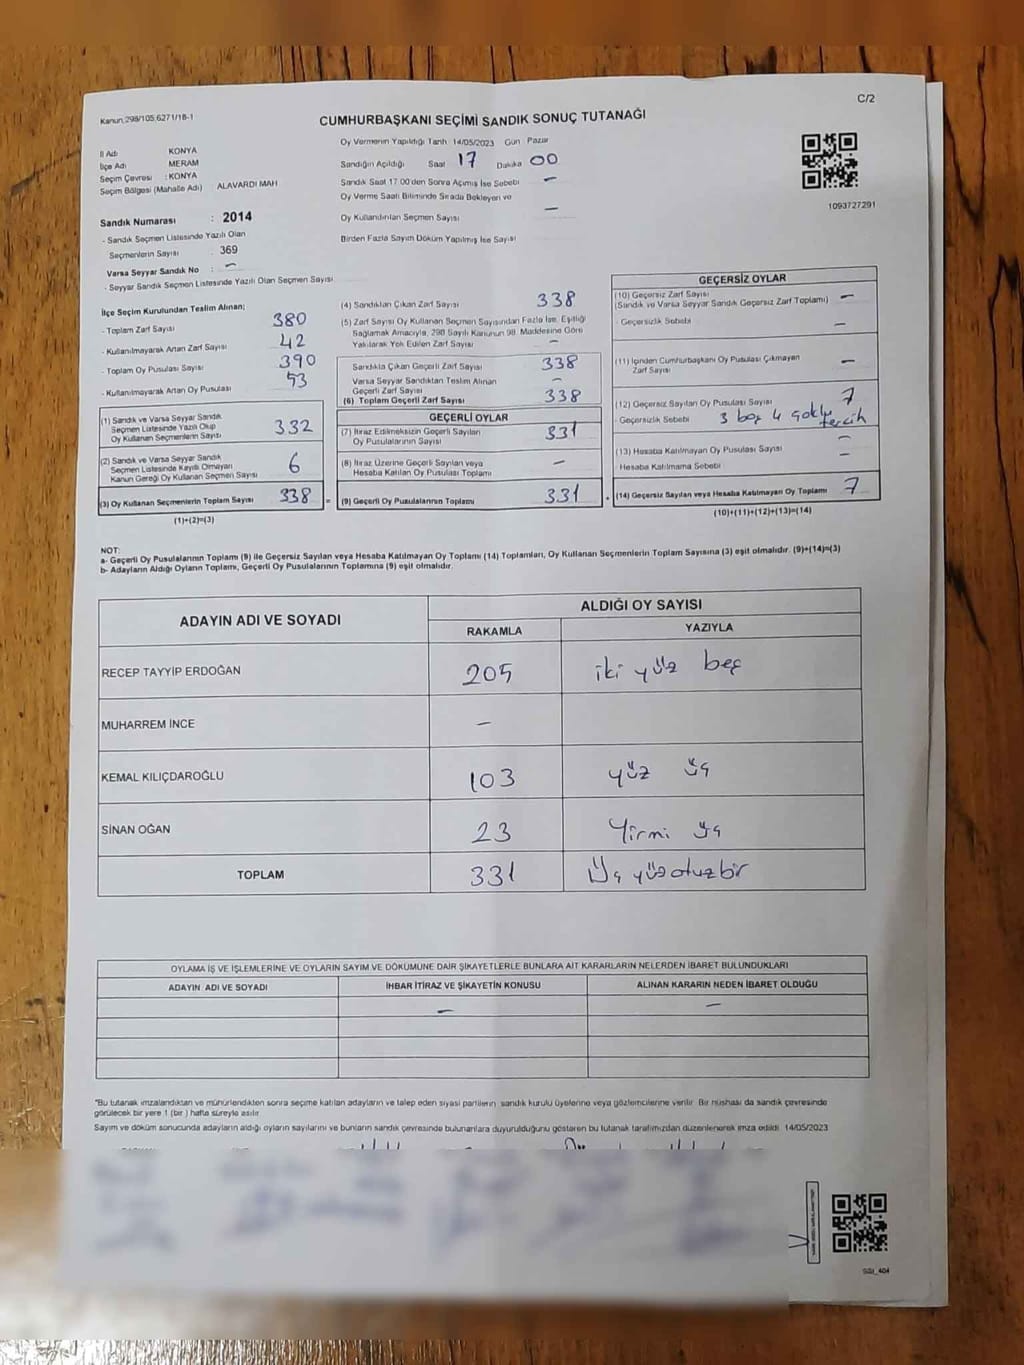 C/2
Kanun,298/105,6271/18-1
CUMHURBAŞKANI SEÇİMİ SANDIK SONUÇ TUTANAĞI
İl Adı KONYA
İlçe Adı MERAM
Seçim Çevresi : KONYA
Seçim Bölgesi (Mahalle Adı) ALAVARDI MAH
Sandık Numarası : 2014
- Sandık Seçmen Listesinde Yazılı Olan
Seçmenlerin Sayısı : 369
Varsa Seyyar Sandık No : –
- Seyyar Sandık Seçmen Listesinde Yazılı Olan Seçmen Sayısı
Oy Vermenin Yapıldığı Tarih 14/05/2023 Gün Pazar
Sandığın Açıldığı Saat 17 Dakika 00
Sandık Saat 17.00'den Sonra Açılmış İse Sebebi –
Oy Verme Saati Bitiminde Sırada Bekleyen ve
Oy Kullandırılan Seçmen Sayısı –
Birden Fazla Sayım Döküm Yapılmış İse Sayısı
1093727291
İlçe Seçim Kurulundan Teslim Alınan;
- Toplam Zarf Sayısı 380
- Kullanılmayarak Artan Zarf Sayısı 42
- Toplam Oy Pusulası Sayısı 390
- Kullanılmayarak Artan Oy Pusulası 53
(1) Sandık ve Varsa Seyyar Sandık
Seçmen Listesinde Yazılı Olup
Oy Kullanan Seçmenlerin Sayısı 332
(2) Sandık ve Varsa Seyyar Sandık
Seçmen Listesinde Kayıtlı Olmayan
Kanun Gereği Oy Kullanan Seçmen Sayısı 6
(3) Oy Kullanan Seçmenlerin Toplam Sayısı 338 =
(1)+(2)=(3)
(4) Sandıktan Çıkan Zarf Sayısı 338
(5) Zarf Sayısı Oy Kullanan Seçmen Sayısından Fazla İse, Eşitliği
Sağlamak Amacıyla, 298 Sayılı Kanunun 98. Maddesine Göre
Yakılarak Yok Edilen Zarf Sayısı –
Sandıkta Çıkan Geçerli Zarf Sayısı 338
Varsa Seyyar Sandıktan Teslim Alınan
Geçerli Zarf Sayısı –
(6) Toplam Geçerli Zarf Sayısı 338
GEÇERLİ OYLAR
(7) İtiraz Edilmeksizin Geçerli Sayılan
Oy Pusulalarının Sayısı 331
(8) İtiraz Üzerine Geçerli Sayılan veya
Hesaba Katılan Oy Pusulası Toplamı –
(9) Geçerli Oy Pusulalarının Toplamı 331 +
GEÇERSİZ OYLAR
(10) Geçersiz Zarf Sayısı –
(Sandık ve Varsa Seyyar Sandık Geçersiz Zarf Toplamı)
- Geçersizlik Sebebi –
(11) İçinden Cumhurbaşkanı Oy Pusulası Çıkmayan
Zarf Sayısı –
(12) Geçersiz Sayılan Oy Pusulası Sayısı 7
- Geçersizlik Sebebi 3 boş 4 çoklu tercih
(13) Hesaba Katılmayan Oy Pusulası Sayısı –
- Hesaba Katılmama Sebebi –
(14) Geçersiz Sayılan veya Hesaba Katılmayan Oy Toplamı 7
(10)+(11)+(12)+(13)=(14)
NOT:
a- Geçerli Oy Pusulalarının Toplamı (9) ile Geçersiz Sayılan veya Hesaba Katılmayan Oy Toplamı (14) Toplamları, Oy Kullanan Seçmenlerin Toplam Sayısına (3) eşit olmalıdır. (9)+(14)=(3)
b- Adayların Aldığı Oyların Toplamı, Geçerli Oy Pusulalarının Toplamına (9) eşit olmalıdır.
ADAYIN ADI VE SOYADI ALDIĞI OY SAYISI
RAKAMLA YAZIYLA
RECEP TAYYİP ERDOĞAN 205 iki yüz beş
MUHARREM İNCE –
KEMAL KILIÇDAROĞLU 103 yüz üç
SİNAN OĞAN 23 Yirmi üç
TOPLAM 331 Üç yüz otuz bir
OYLAMA İŞ VE İŞLEMLERİNE VE OYLARIN SAYIM VE DÖKÜMÜNE DAİR ŞİKAYETLERLE BUNLARA AİT KARARLARIN NELERDEN İBARET BULUNDUKLARI
ADAYIN ADI VE SOYADI İHBAR İTİRAZ VE ŞİKAYETİN KONUSU ALINAN KARARIN NEDEN İBARET OLDUĞU
– –
*Bu tutanak imzalandıktan ve mühürlendikten sonra seçime katılan adayların ve talep eden siyasi partilerin sandık kurulu üyelerine veya gözlemcilerine verilir. Bir nüshası da sandık çevresinde
görülecek bir yere 1 (bir) hafta süreyle asılır.
Sayım ve döküm sonucunda adayların aldığı oyların sayılarını ve bunların sandık çevresinde bulunanlara duyurulduğunu gösteren bu tutanak tarafımızdan düzenlenerek imza edildi. 14/05/2023